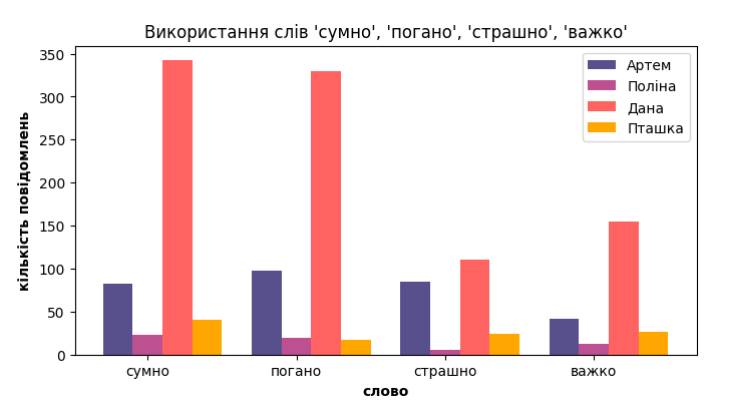 Використання слів 'сумно', 'погано', 'страшно', 'важко'
350
300
250
200
150
100
50
0
кількість повідомлень
Артем
Поліна
Дана
Пташка
сумно погано страшно важко
слово